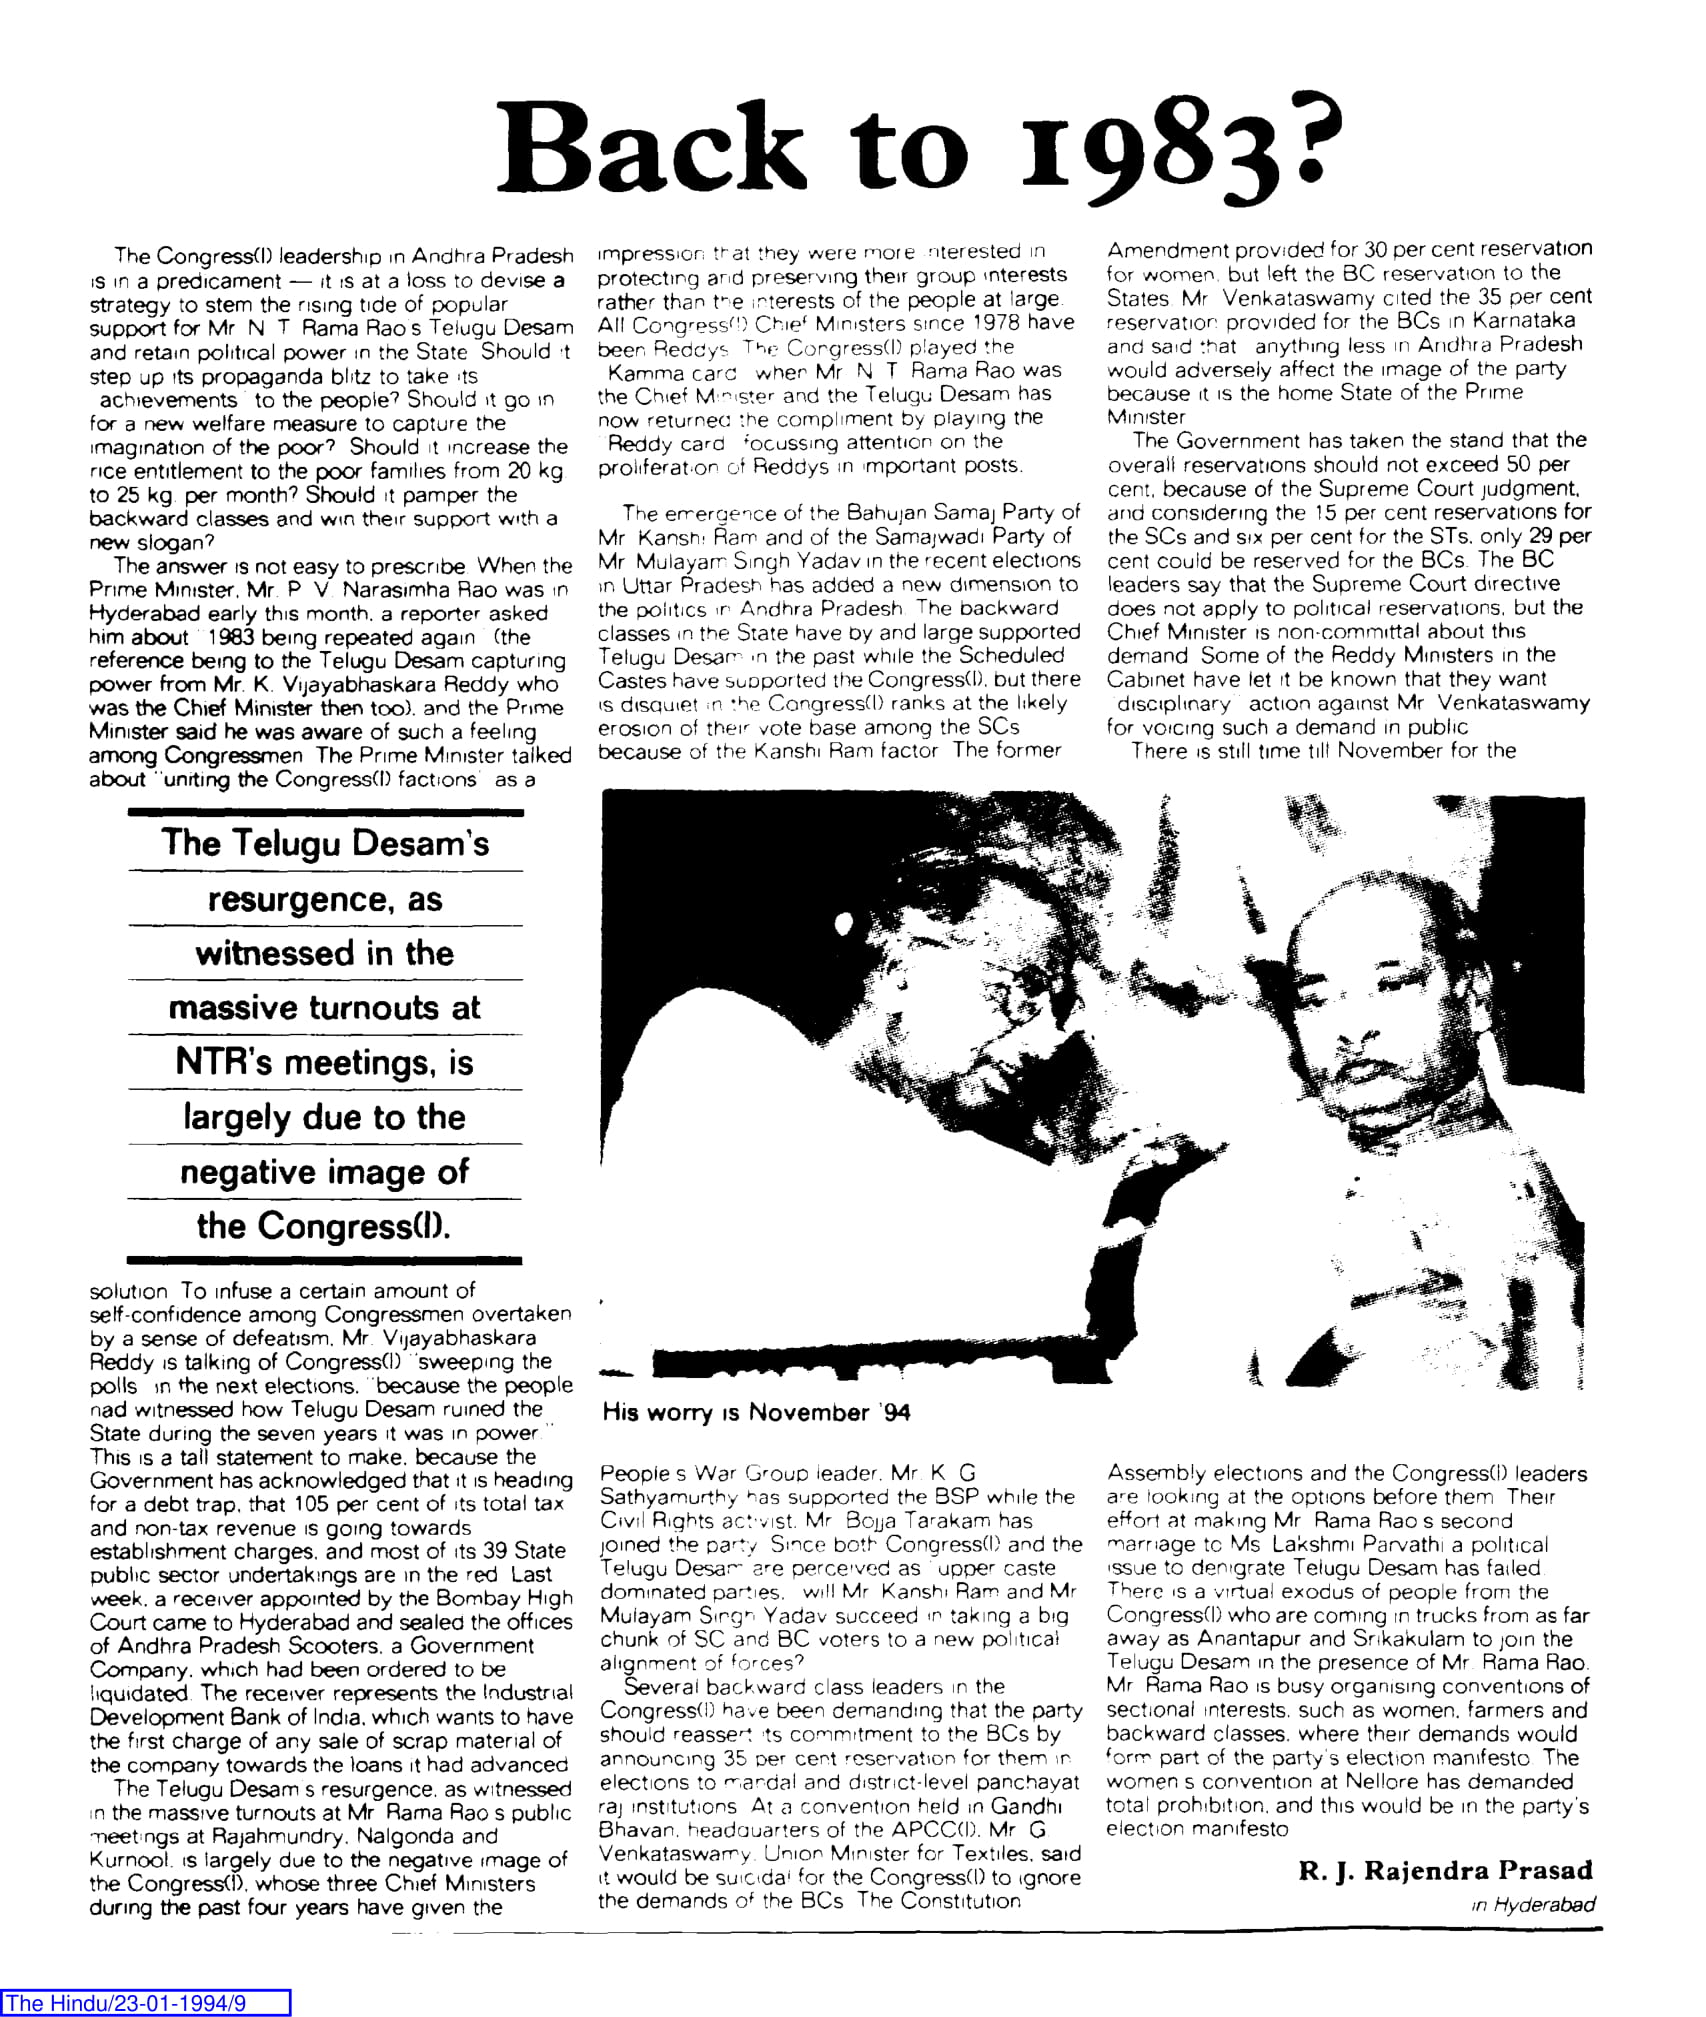 Back to 1983?
The Congress(I) leadership in Andhra Pradesh
is in a predicament — it is at a loss to devise a
strategy to stem the rising tide of popular
support for Mr N T Rama Rao's Telugu Desam
and retain political power in the State Should it
step up its propaganda blitz to take its
achievements to the people? Should it go in
for a new welfare measure to capture the
imagination of the poor? Should it increase the
rice entitlement to the poor families from 20 kg.
to 25 kg. per month? Should it pamper the
backward classes and win their support with a
new slogan?
The answer is not easy to prescribe. When the
Prime Minister, Mr. P V. Narasimha Rao was in
Hyderabad early this month, a reporter asked
him about "1983 being repeated again (the
reference being to the Telugu Desam capturing
power from Mr. K. Vijayabhaskara Reddy who
was the Chief Minister then too), and the Prime
Minister said he was aware of such a feeling
among Congressmen The Prime Minister talked
about "uniting the Congress(I) factions' as a
The Telugu Desam's
resurgence, as
witnessed in the
massive turnouts at
NTR's meetings, is
largely due to the
negative image of
the Congress(I).
solution To infuse a certain amount of
self-confidence among Congressmen overtaken
by a sense of defeatism, Mr. Vijayabhaskara
Reddy is talking of Congress(I) "sweeping the
polls in the next elections, "because the people
had witnessed how Telugu Desam ruined the
State during the seven years it was in power."
This is a tall statement to make, because the
Government has acknowledged that it is heading
for a debt trap, that 105 per cent of its total tax
and non-tax revenue is going towards
establishment charges, and most of its 39 State
public sector undertakings are in the red Last
week, a receiver appointed by the Bombay High
Court came to Hyderabad and sealed the offices
of Andhra Pradesh Scooters, a Government
Company, which had been ordered to be
liquidated. The receiver represents the Industrial
Development Bank of India, which wants to have
the first charge of any sale of scrap material of
the company towards the loans it had advanced
The Telugu Desam's resurgence, as witnessed
in the massive turnouts at Mr Rama Rao's public
meetings at Rajahmundry, Nalgonda and
Kurnool, is largely due to the negative image of
the Congress(I), whose three Chief Ministers
during the past four years have given the
impression that they were more interested in
protecting and preserving their group interests
rather than the interests of the people at large.
All Congress(I) Chief Ministers since 1978 have
been Reddys. The Congress(I) played the
Kamma card when Mr N T Rama Rao was
the Chief Minister and the Telugu Desam has
now returned the compliment by playing the
'Reddy card focussing attention on the
proliferation of Reddys in important posts.
The emergence of the Bahujan Samaj Party of
Mr Kanshi Ram and of the Samajwadi Party of
Mr Mulayam Singh Yadav in the recent elections
in Uttar Pradesh has added a new dimension to
the politics in Andhra Pradesh. The backward
classes in the State have by and large supported
Telugu Desam in the past while the Scheduled
Castes have supported the Congress(I), but there
is disquiet in the Congress(I) ranks at the likely
erosion of their vote base among the SCs
because of the Kanshi Ram factor The former
His worry is November '94
People's War Group leader, Mr. K G
Sathyamurthy has supported the BSP while the
Civil Rights activist, Mr Bojja Tarakam has
joined the party Since both Congress(I) and the
Telugu Desam are perceived as "upper caste
dominated parties, will Mr Kanshi Ram and Mr
Mulayam Singh Yadav succeed in taking a big
chunk of SC and BC voters to a new political
alignment of forces?
Several backward class leaders in the
Congress(I) have been demanding that the party
should reassert its commitment to the BCs by
announcing 35 per cent reservation for them in
elections to mandal and district-level panchayat
raj institutions At a convention held in Gandhi
Bhavan, headquarters of the APCC(I), Mr G
Venkataswamy, Union Minister for Textiles, said
it would be suicidal for the Congress(I) to ignore
the demands of the BCs The Constitution
Amendment provided for 30 per cent reservation
for women, but left the BC reservation to the
States. Mr Venkataswamy cited the 35 per cent
reservation provided for the BCs in Karnataka
and said that anything less in Andhra Pradesh
would adversely affect the image of the party
because it is the home State of the Prime
Minister
The Government has taken the stand that the
overall reservations should not exceed 50 per
cent, because of the Supreme Court judgment,
and considering the 15 per cent reservations for
the SCs and six per cent for the STs, only 29 per
cent could be reserved for the BCs. The BC
leaders say that the Supreme Court directive
does not apply to political reservations, but the
Chief Minister is non-committal about this
demand Some of the Reddy Ministers in the
Cabinet have let it be known that they want
'disciplinary' action against Mr Venkataswamy
for voicing such a demand in public
There is still time till November for the
Assembly elections and the Congress(I) leaders
are looking at the options before them Their
effort at making Mr Rama Rao's second
marriage to Ms Lakshmi Parvathi a political
issue to denigrate Telugu Desam has failed.
There is a virtual exodus of people from the
Congress(I) who are coming in trucks from as far
away as Anantapur and Srikakulam to join the
Telugu Desam in the presence of Mr. Rama Rao.
Mr Rama Rao is busy organising conventions of
sectional interests, such as women, farmers and
backward classes, where their demands would
form part of the party's election manifesto The
women's convention at Nellore has demanded
total prohibition, and this would be in the party's
election manifesto
R. J. Rajendra Prasad
in Hyderabad
The Hindu/23-01-1994/9